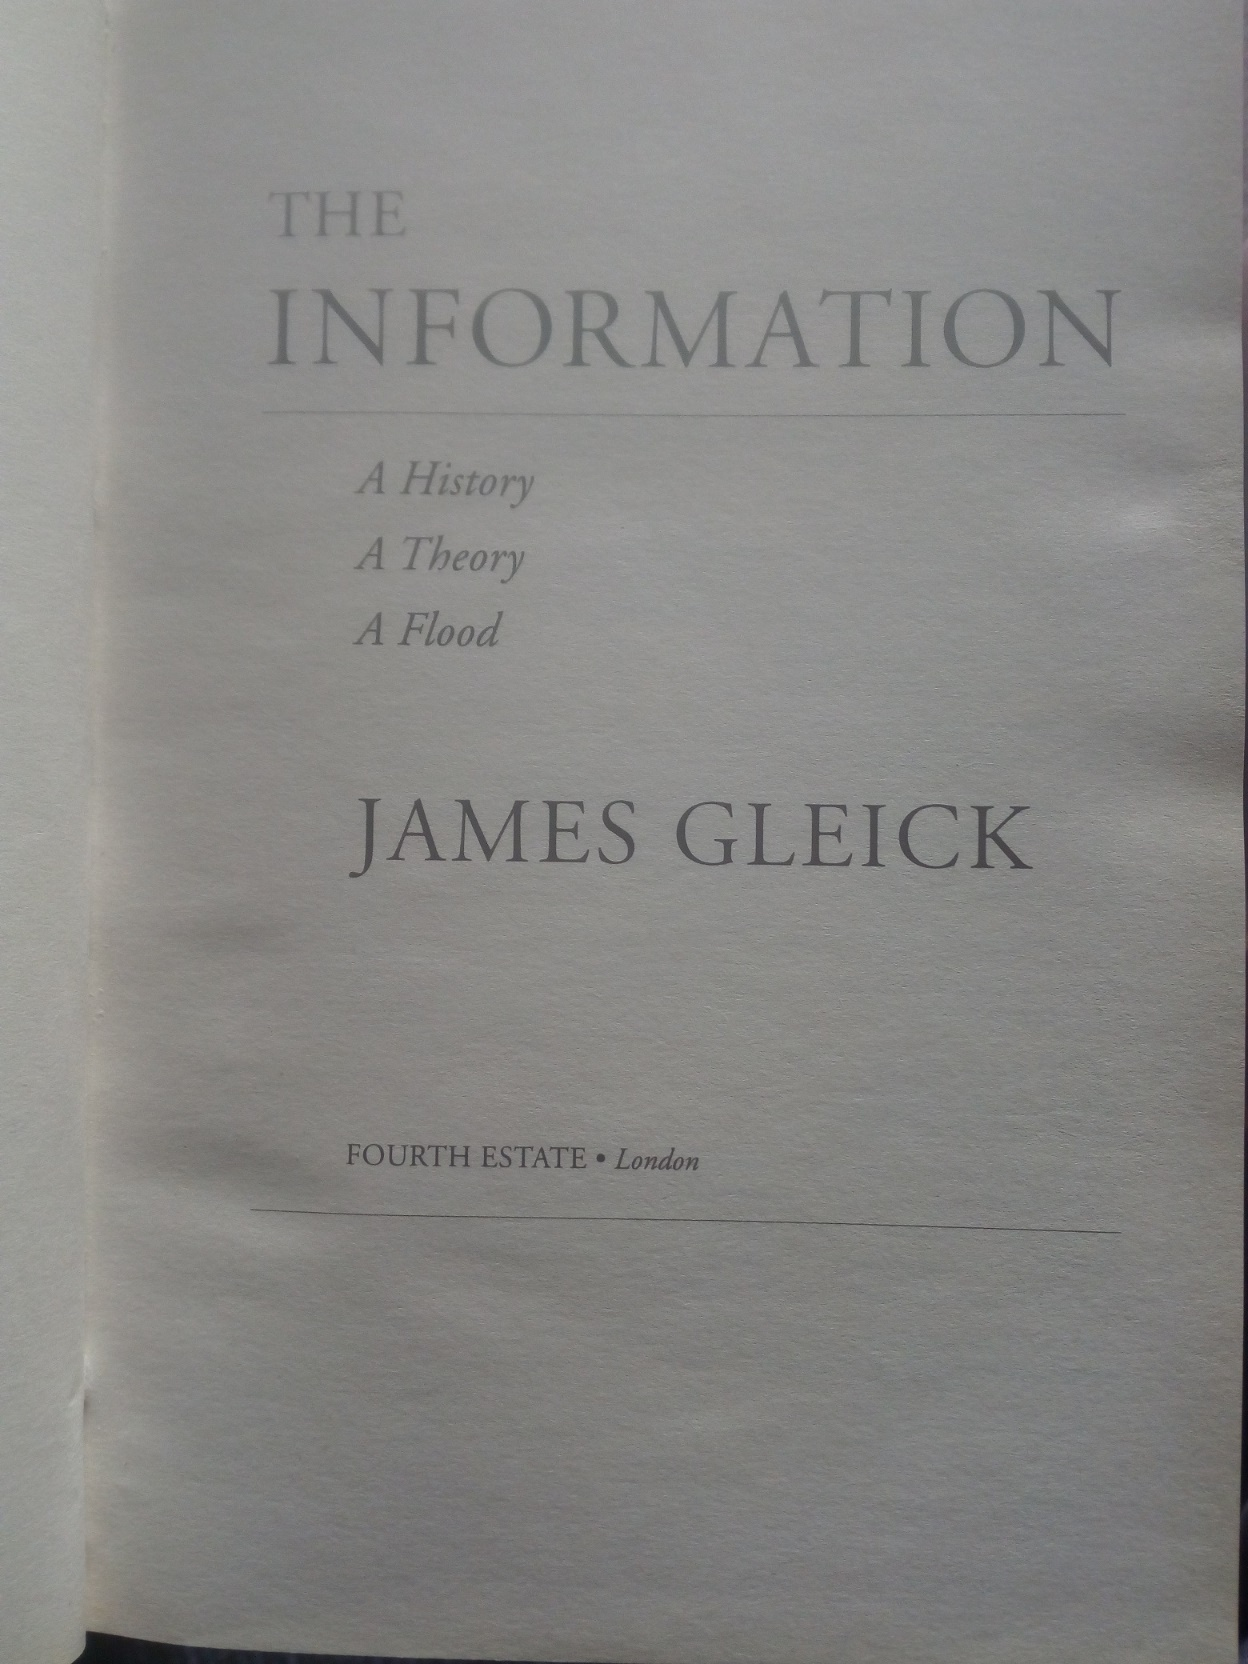 THE
INFORMATION
A History
A Theory
A Flood
JAMES GLEICK
FOURTH ESTATE • London